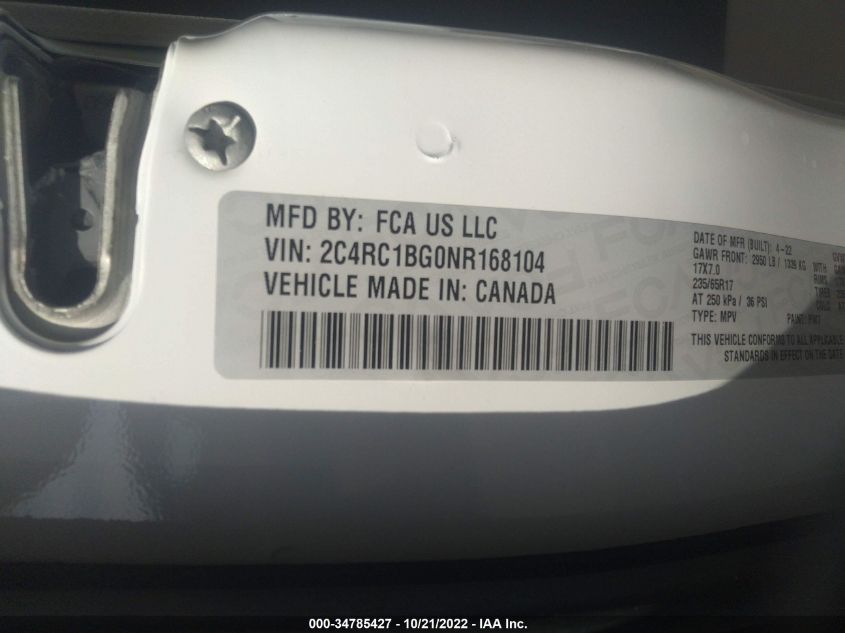 MFD BY: FCA US LLC
VIN: 2C4RC1BG0NR168104
VEHICLE MADE IN: CANADA
DATE OF MFR (BUILT): 4-22
GAWR FRONT: 2950 LB / 1339 KG
17X7.0
235/65R17
AT 250 kPa / 36 PSI
TYPE: MPV PAINT: PW7
THIS VEHICLE CONFORMS TO ALL APPLICABLE
STANDARDS IN EFFECT ON THE DATE
000-34785427 - 10/21/2022 - IAA Inc.